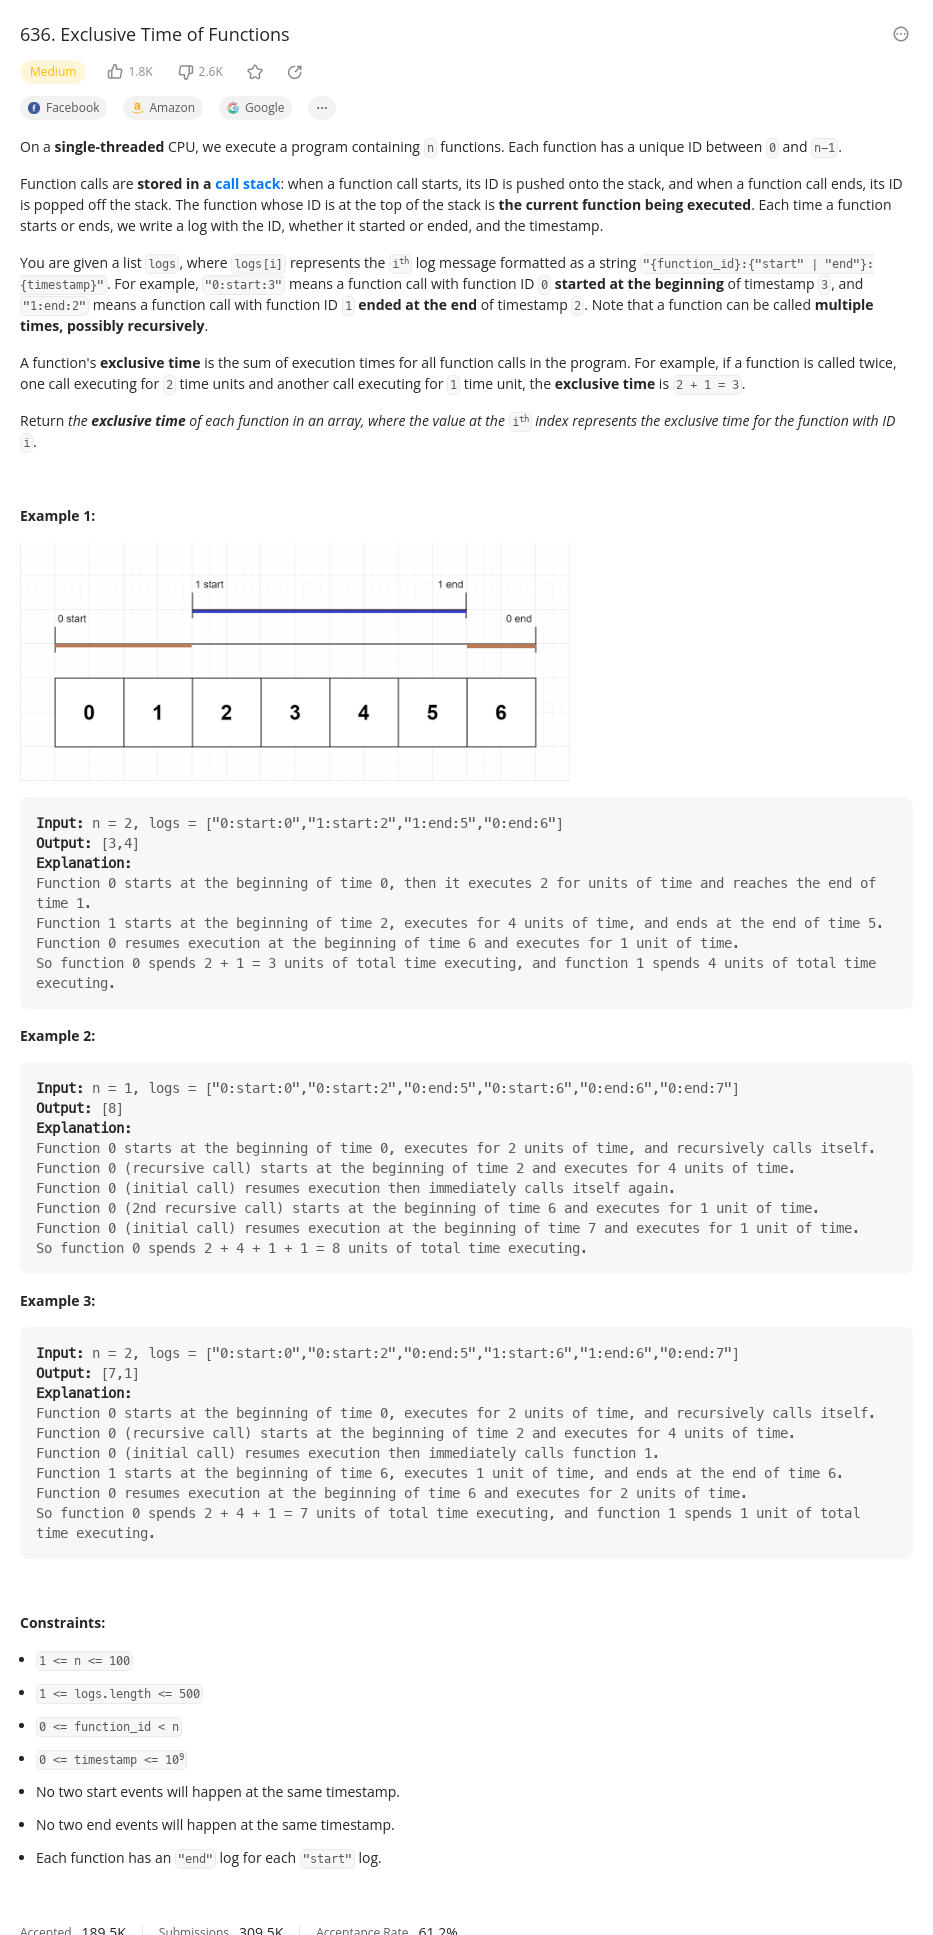 636. Exclusive Time of Functions
Medium 1.8K 2.6K
Facebook Amazon Google ···
On a single-threaded CPU, we execute a program containing n functions. Each function has a unique ID between 0 and n-1.
Function calls are stored in a call stack: when a function call starts, its ID is pushed onto the stack, and when a function call ends, its ID
is popped off the stack. The function whose ID is at the top of the stack is the current function being executed. Each time a function
starts or ends, we write a log with the ID, whether it started or ended, and the timestamp.
You are given a list logs, where logs[i] represents the ith log message formatted as a string "{function_id}:{"start" | "end"}:
{timestamp}". For example, "0:start:3" means a function call with function ID 0 started at the beginning of timestamp 3, and
"1:end:2" means a function call with function ID 1 ended at the end of timestamp 2. Note that a function can be called multiple
times, possibly recursively.
A function's exclusive time is the sum of execution times for all function calls in the program. For example, if a function is called twice,
one call executing for 2 time units and another call executing for 1 time unit, the exclusive time is 2 + 1 = 3.
Return the exclusive time of each function in an array, where the value at the ith index represents the exclusive time for the function with ID
i.
Example 1:
1 start 1 end
0 start 0 end
0 1 2 3 4 5 6
Input: n = 2, logs = ["0:start:0","1:start:2","1:end:5","0:end:6"]
Output: [3,4]
Explanation:
Function 0 starts at the beginning of time 0, then it executes 2 for units of time and reaches the end of
time 1.
Function 1 starts at the beginning of time 2, executes for 4 units of time, and ends at the end of time 5.
Function 0 resumes execution at the beginning of time 6 and executes for 1 unit of time.
So function 0 spends 2 + 1 = 3 units of total time executing, and function 1 spends 4 units of total time
executing.
Example 2:
Input: n = 1, logs = ["0:start:0","0:start:2","0:end:5","0:start:6","0:end:6","0:end:7"]
Output: [8]
Explanation:
Function 0 starts at the beginning of time 0, executes for 2 units of time, and recursively calls itself.
Function 0 (recursive call) starts at the beginning of time 2 and executes for 4 units of time.
Function 0 (initial call) resumes execution then immediately calls itself again.
Function 0 (2nd recursive call) starts at the beginning of time 6 and executes for 1 unit of time.
Function 0 (initial call) resumes execution at the beginning of time 7 and executes for 1 unit of time.
So function 0 spends 2 + 4 + 1 + 1 = 8 units of total time executing.
Example 3:
Input: n = 2, logs = ["0:start:0","0:start:2","0:end:5","1:start:6","1:end:6","0:end:7"]
Output: [7,1]
Explanation:
Function 0 starts at the beginning of time 0, executes for 2 units of time, and recursively calls itself.
Function 0 (recursive call) starts at the beginning of time 2 and executes for 4 units of time.
Function 0 (initial call) resumes execution then immediately calls function 1.
Function 1 starts at the beginning of time 6, executes 1 unit of time, and ends at the end of time 6.
Function 0 resumes execution at the beginning of time 6 and executes for 2 units of time.
So function 0 spends 2 + 4 + 1 = 7 units of total time executing, and function 1 spends 1 unit of total
time executing.
Constraints:
• 1 <= n <= 100
• 1 <= logs.length <= 500
• 0 <= function_id < n
• 0 <= timestamp <= 10⁹
• No two start events will happen at the same timestamp.
• No two end events will happen at the same timestamp.
• Each function has an "end" log for each "start" log.
Accepted 189.5K Submissions 309.5K Acceptance Rate 61.2%